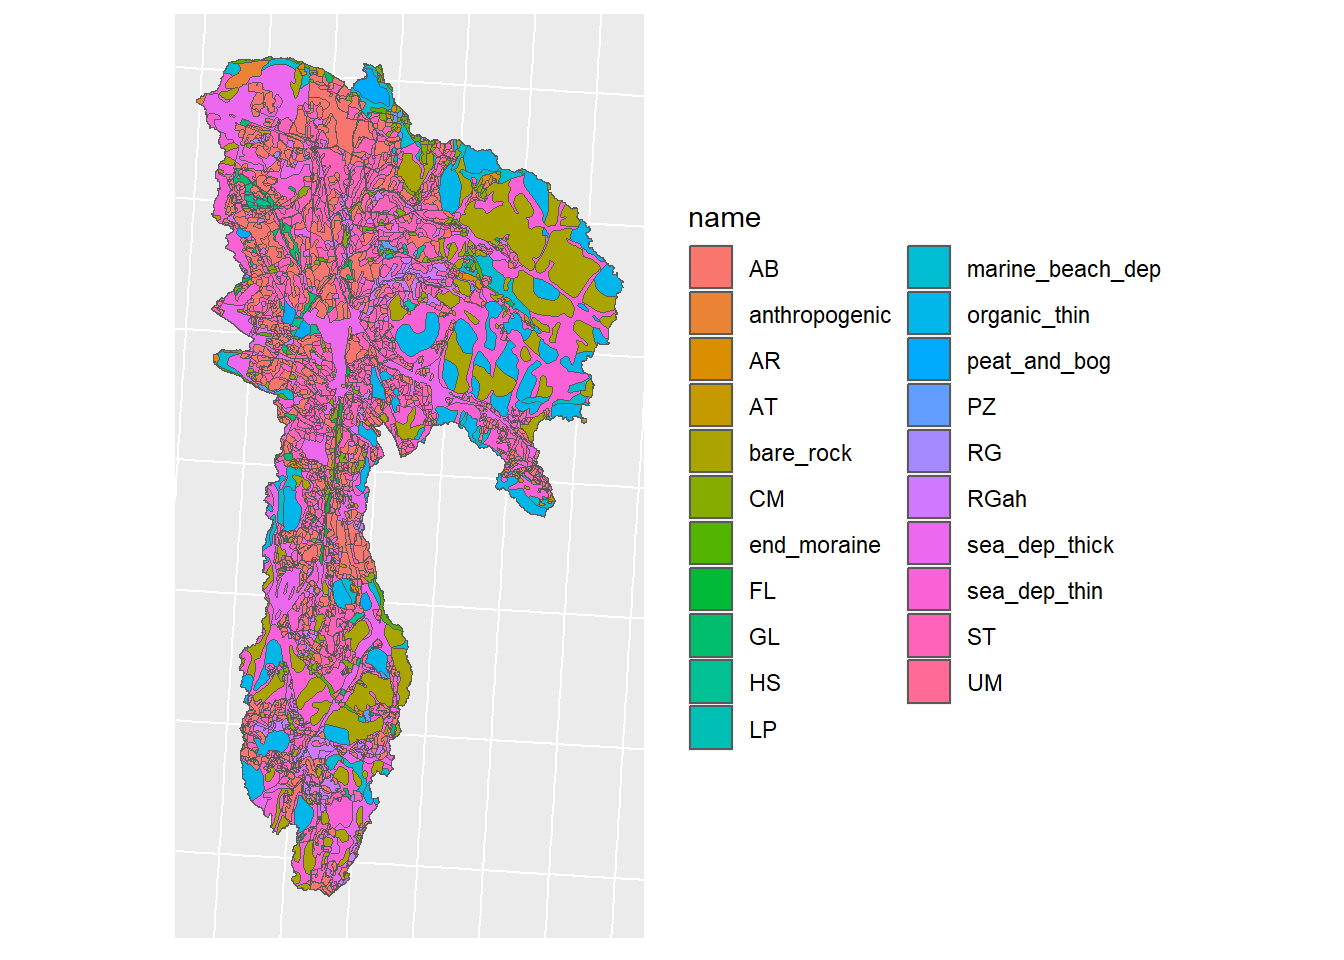 name
AB
anthropogenic
AR
AT
bare_rock
CM
end_moraine
FL
GL
HS
LP
marine_beach_dep
organic_thin
peat_and_bog
PZ
RG
RGah
sea_dep_thick
sea_dep_thin
ST
UM